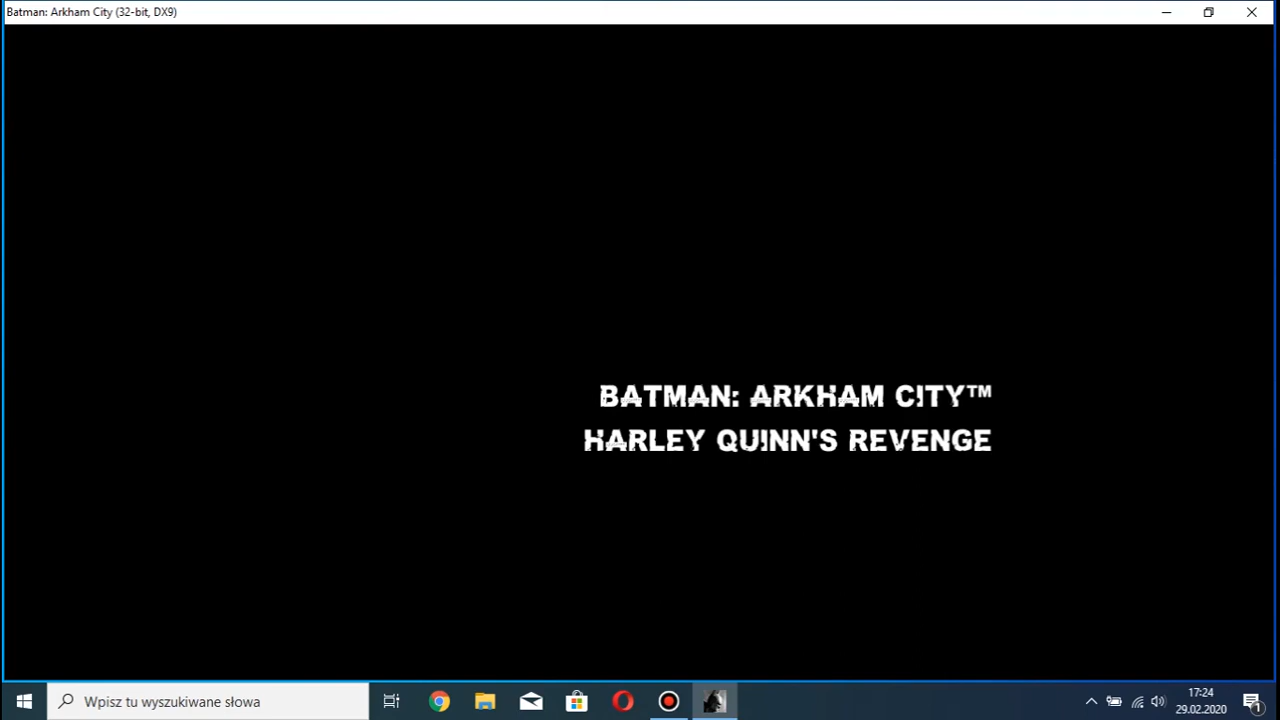 Batman: Arkham City (32-bit, DX9)
BATMAN: ARKHAM CITY™
HARLEY QUINN'S REVENGE
Wpisz tu wyszukiwane słowa
17:24
29.02.2020
1